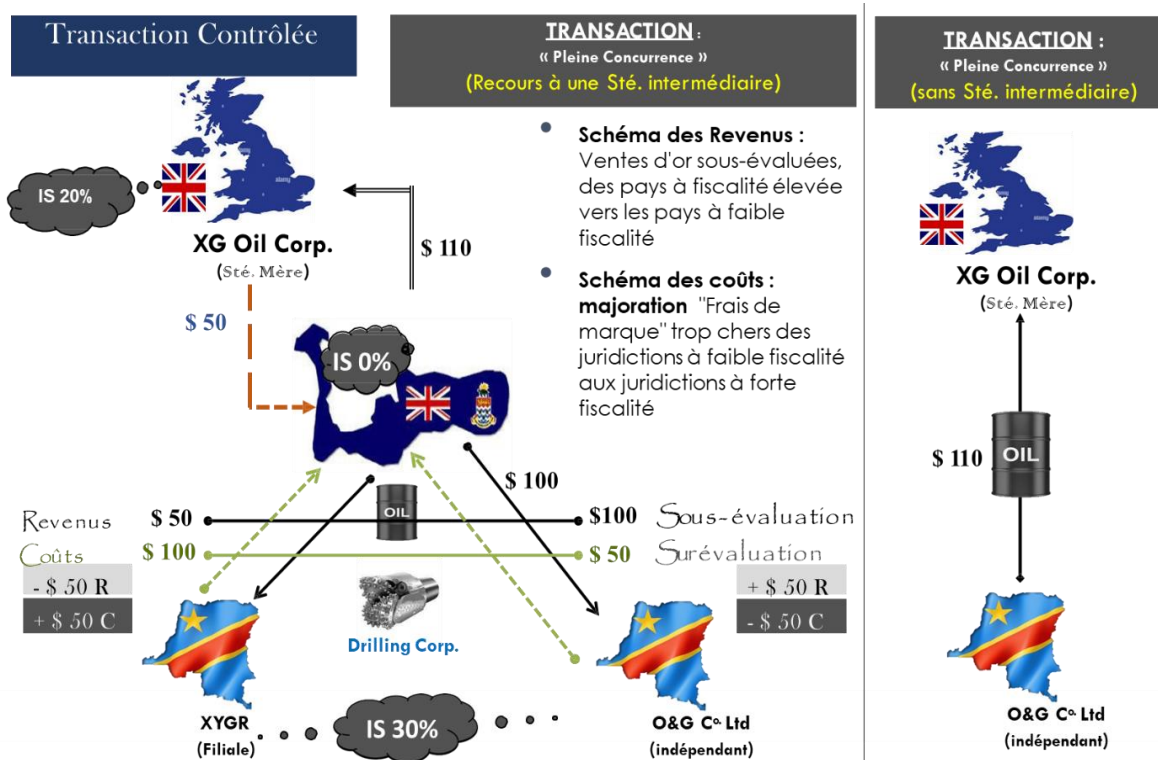 Transaction Contrôlée
TRANSACTION :
« Pleine Concurrence »
(Recours à une Sté. intermédiaire)
TRANSACTION :
« Pleine Concurrence »
(sans Sté. intermédiaire)
IS 20%
XG Oil Corp.
(Sté. Mère)
$ 110
$ 50
IS 0%
• Schéma des Revenus :
Ventes d'or sous-évaluées,
des pays à fiscalité élevée
vers les pays à faible
fiscalité
• Schéma des coûts :
majoration "Frais de
marque" trop chers des
juridictions à faible fiscalité
aux juridictions à forte
fiscalité
$ 100
OIL
Revenus $ 50 $100 Sous-évaluation
Coûts $ 100 $ 50 Surévaluation
- $ 50 R
+ $ 50 C
+ $ 50 R
- $ 50 C
Drilling Corp.
XYGR
(Filiale)
IS 30%
O&G Cº. Ltd
(indépendant)
XG Oil Corp.
(Sté. Mère)
$ 110
OIL
O&G Cº. Ltd
(indépendant)